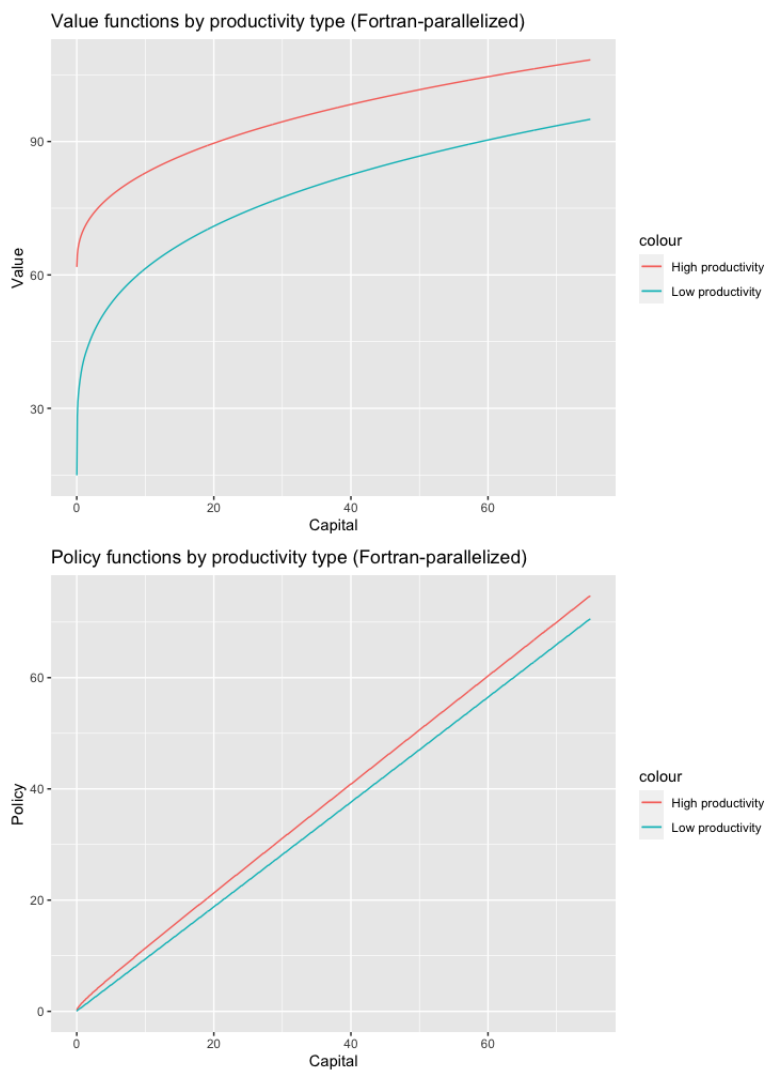 Value functions by productivity type (Fortran-parallelized)
90
60
30
Value
0
20
40
60
Capital
colour
High productivity
Low productivity
Policy functions by productivity type (Fortran-parallelized)
60
40
20
0
Policy
0
20
40
60
Capital
colour
High productivity
Low productivity